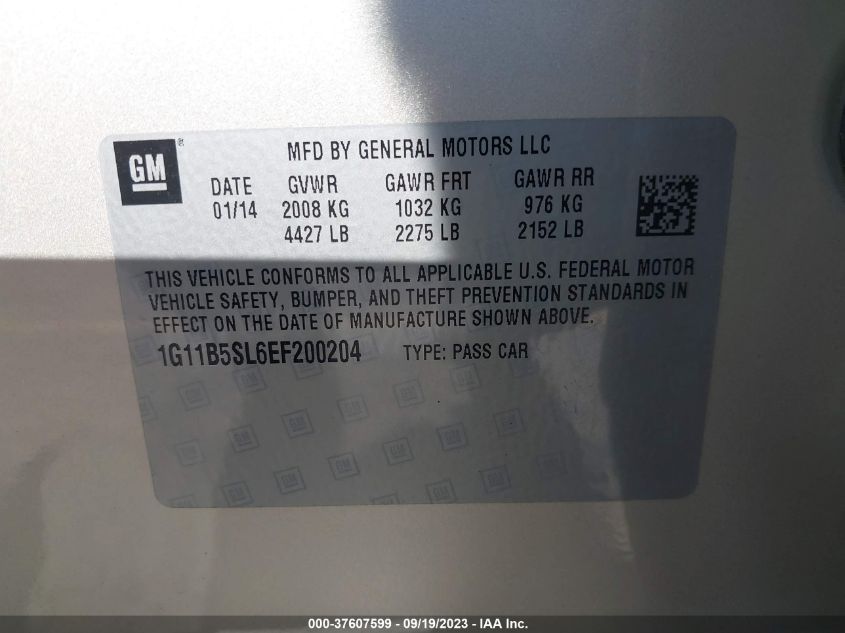 GM
MFD BY GENERAL MOTORS LLC
DATE GVWR GAWR FRT GAWR RR
01/14 2008 KG 1032 KG 976 KG
4427 LB 2275 LB 2152 LB
THIS VEHICLE CONFORMS TO ALL APPLICABLE U.S. FEDERAL MOTOR
VEHICLE SAFETY, BUMPER, AND THEFT PREVENTION STANDARDS IN
EFFECT ON THE DATE OF MANUFACTURE SHOWN ABOVE.
1G11B5SL6EF200204 TYPE: PASS CAR
000-37607599 - 09/19/2023 - IAA Inc.